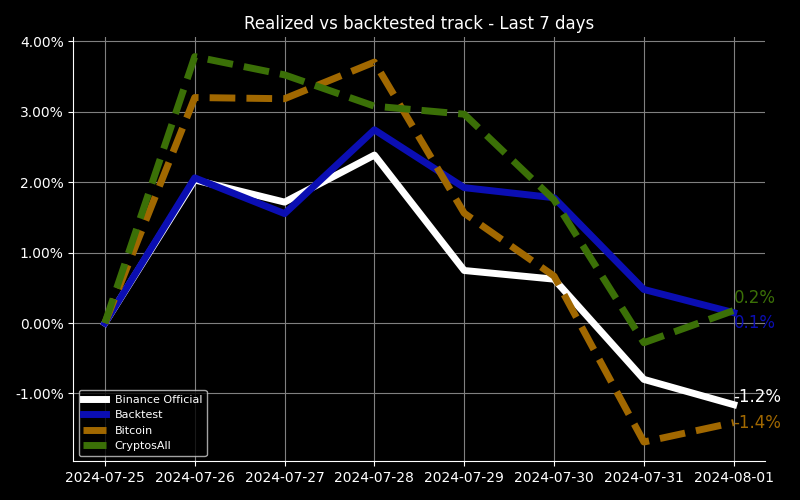 Realized vs backtested track - Last 7 days
4.00%
3.00%
2.00%
1.00%
0.00%
-1.00%
0.2%
0.1%
-1.2%
-1.4%
Binance Official
Backtest
Bitcoin
CryptosAll
2024-07-25 2024-07-26 2024-07-27 2024-07-28 2024-07-29 2024-07-30 2024-07-31 2024-08-01